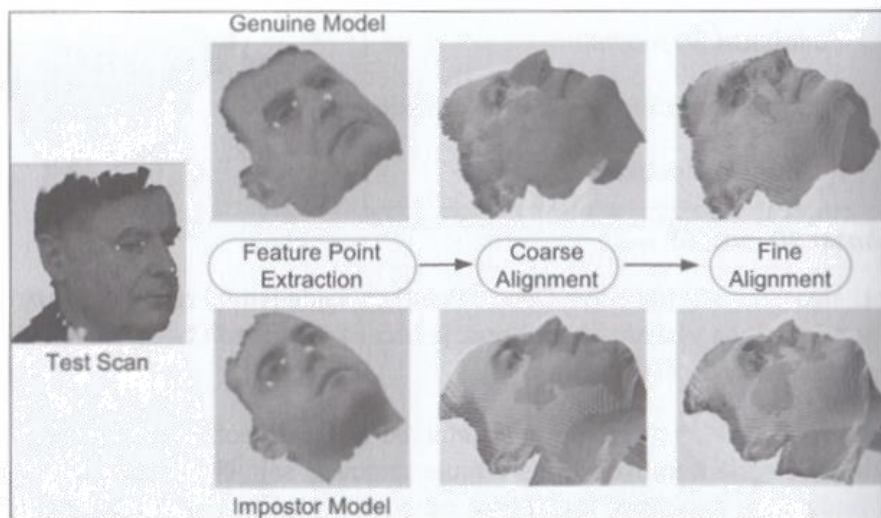 Genuine Model
Feature Point
Extraction
Coarse
Alignment
Fine
Alignment
Test Scan
Impostor Model